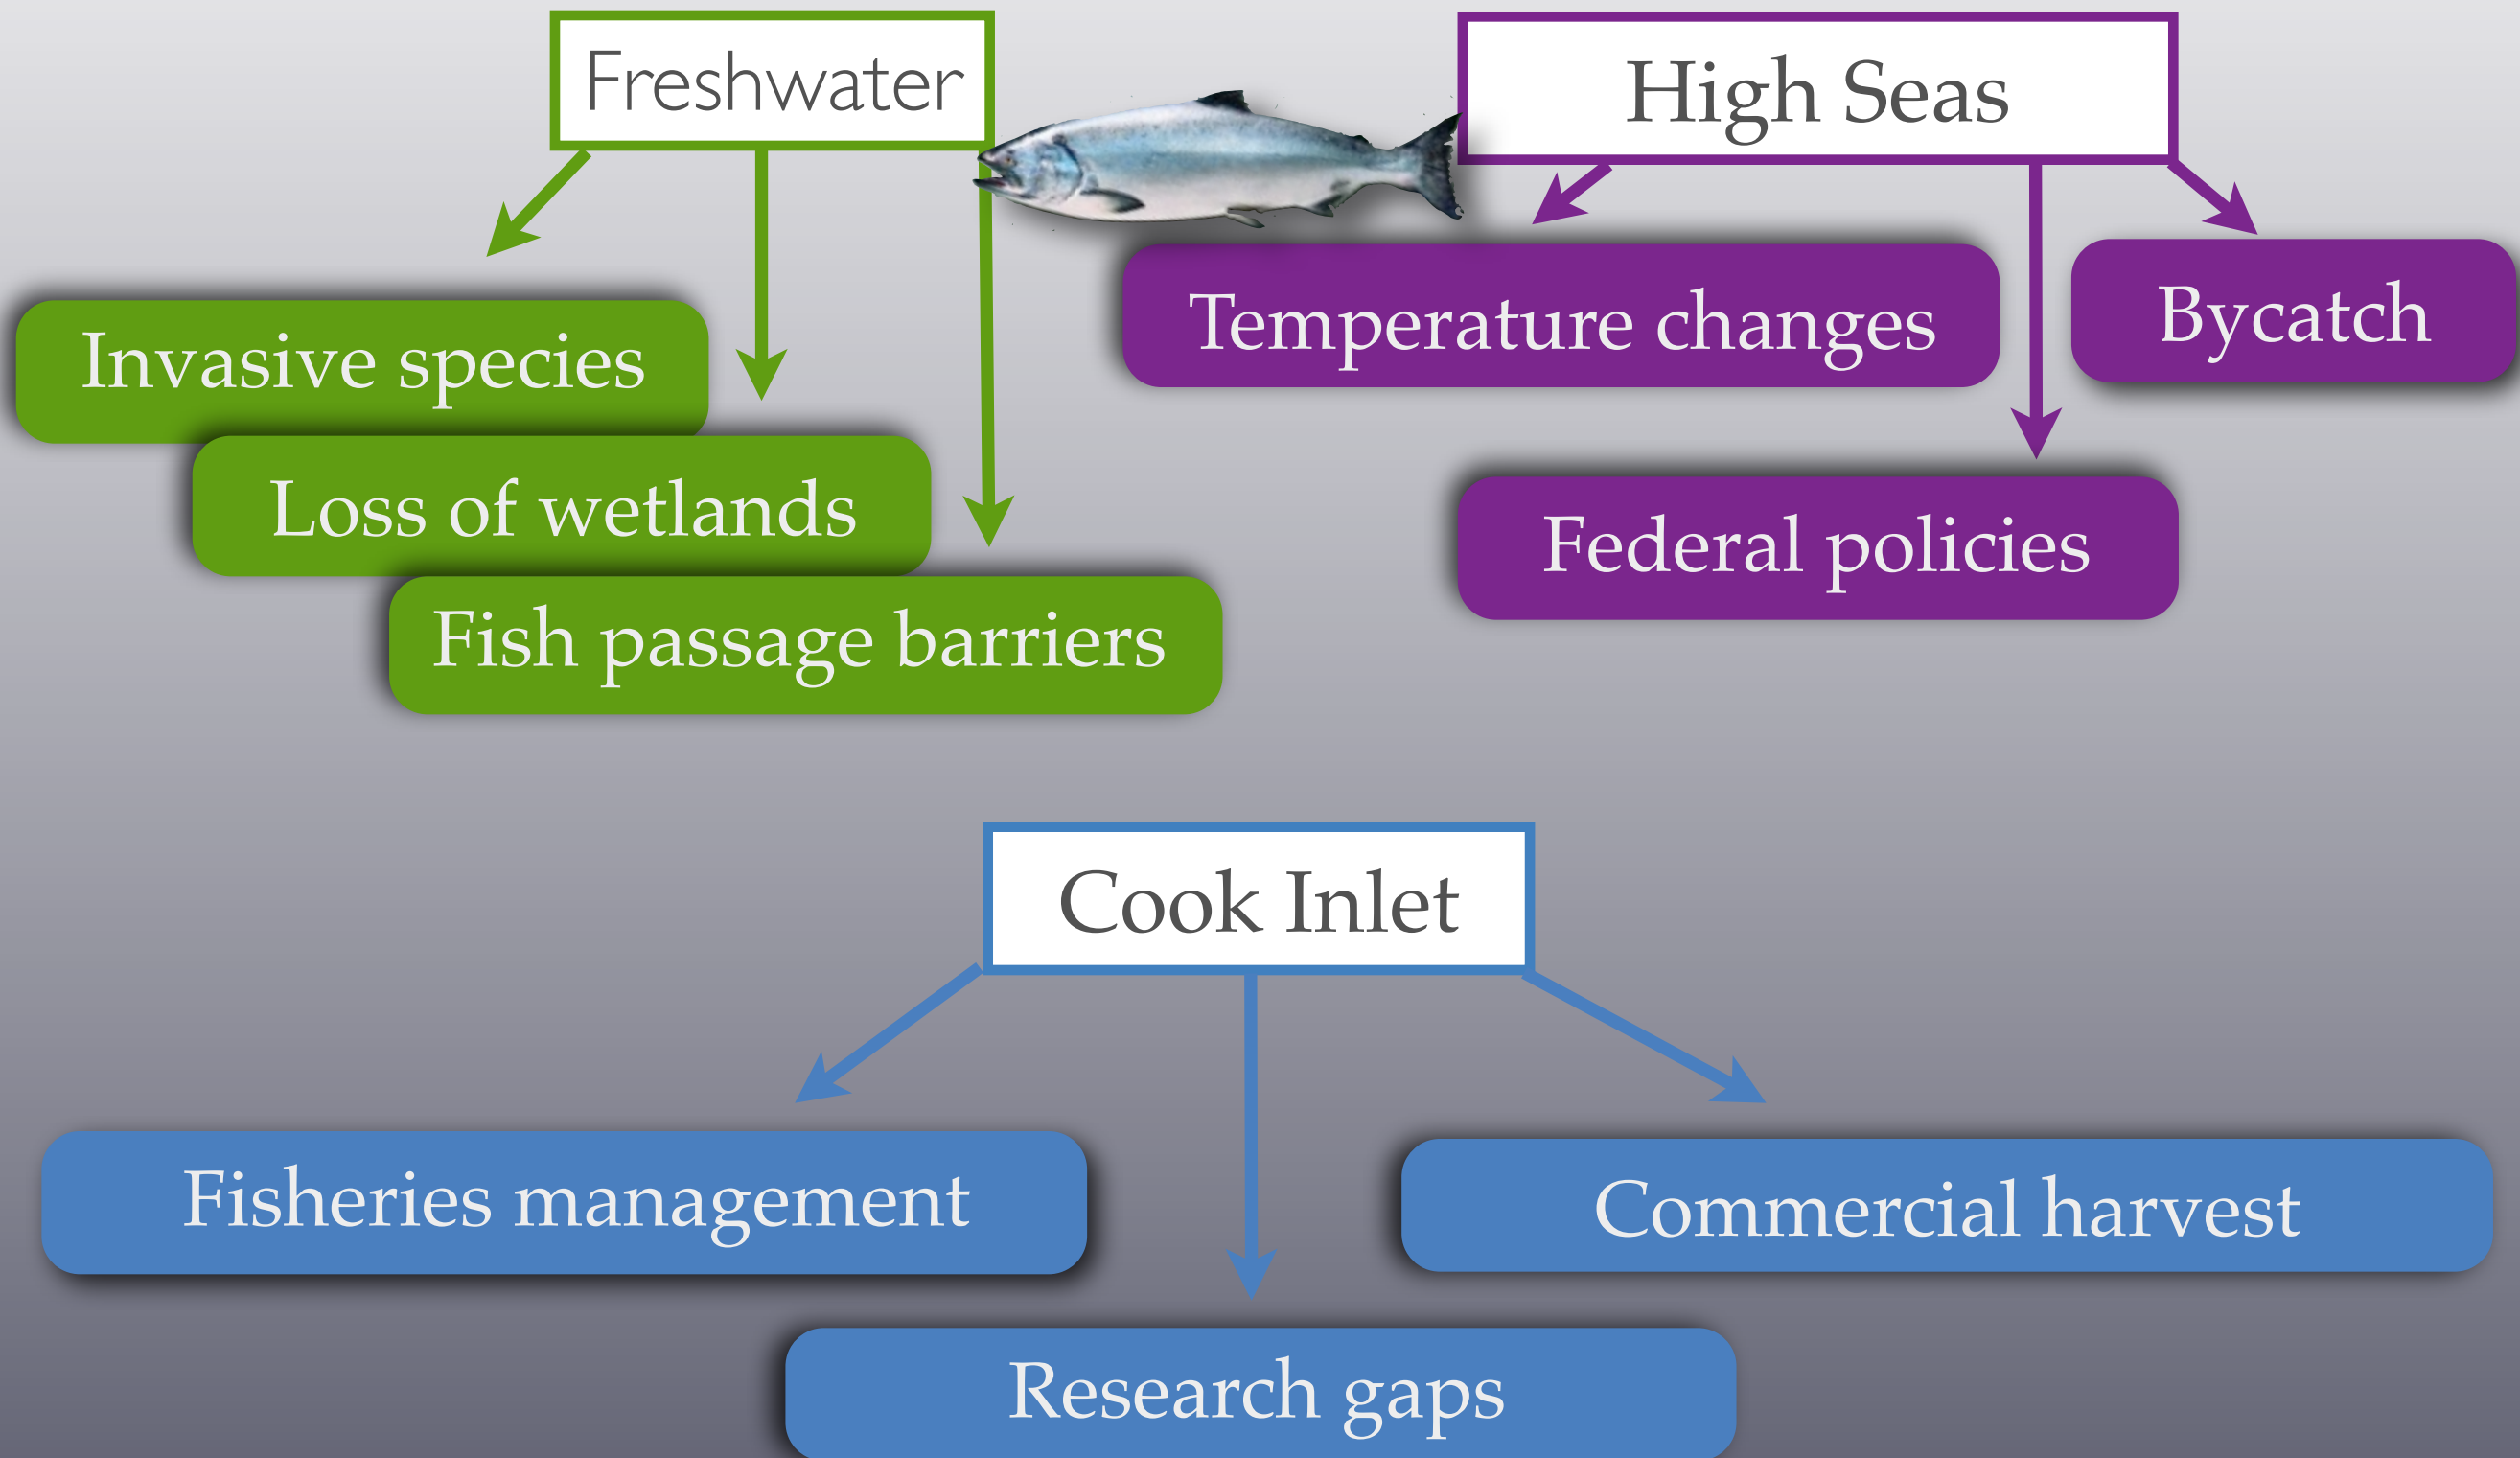 Freshwater
High Seas
Invasive species
Temperature changes
Bycatch
Loss of wetlands
Federal policies
Fish passage barriers
Cook Inlet
Fisheries management
Commercial harvest
Research gaps